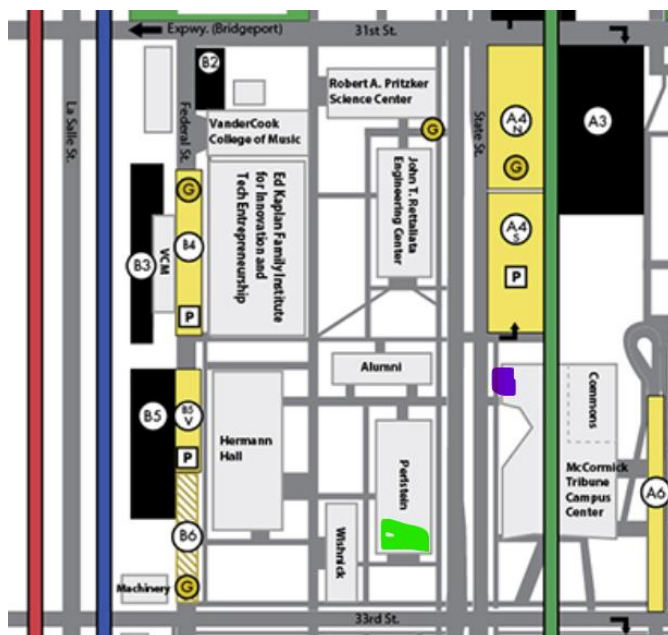 Expwy. (Bridgeport)
31st St.
B2
Robert A. Pritzker
Science Center
A4
N
A3
La Salle St.
Federal St.
VanderCook
College of Music
G
State St.
G
John T. Rettaliata
Engineering Center
Ed Kaplan Family Institute
for Innovation and
Tech Entrepreneurship
G
A4
S
B4
VCM
B3
P
P
Alumni
Commons
B5
B5
V
Hermann
Hall
Perlstein
P
McCormick
Tribune
Campus
Center
A6
B6
Wishnick
Machinery
G
33rd St.